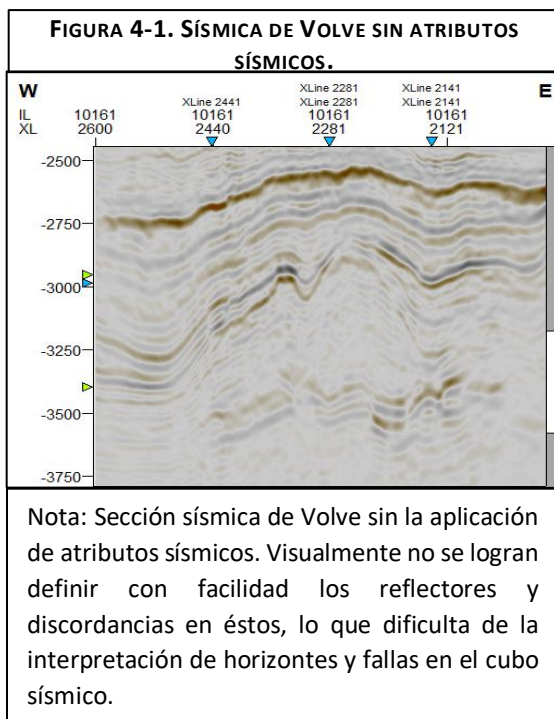 FIGURA 4-1. SÍSMICA DE VOLVE SIN ATRIBUTOS
SÍSMICOS.
W E
XLine 2441 XLine 2281 XLine 2141
XLine 2281 XLine 2141
IL 10161 10161 10161 10161
XL 2600 2440 2281 2121
-2500
-2750
-3000
-3250
-3500
-3750
Nota: Sección sísmica de Volve sin la aplicación
de atributos sísmicos. Visualmente no se logran
definir con facilidad los reflectores y
discordancias en éstos, lo que dificulta de la
interpretación de horizontes y fallas en el cubo
sísmico.